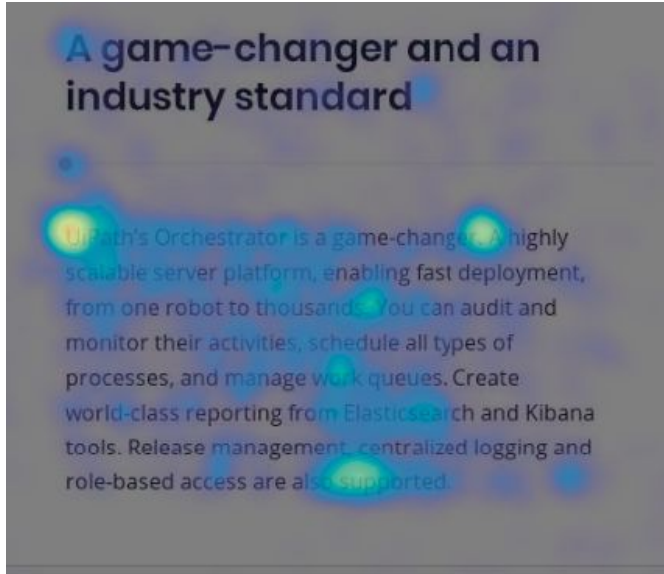 A game-changer and an
industry standard
UiPath's Orchestrator is a game-changer. A highly
scalable server platform, enabling fast deployment,
from one robot to thousands. You can audit and
monitor their activities, schedule all types of
processes, and manage work queues. Create
world-class reporting from Elasticsearch and Kibana
tools. Release management, centralized logging and
role-based access are also supported.